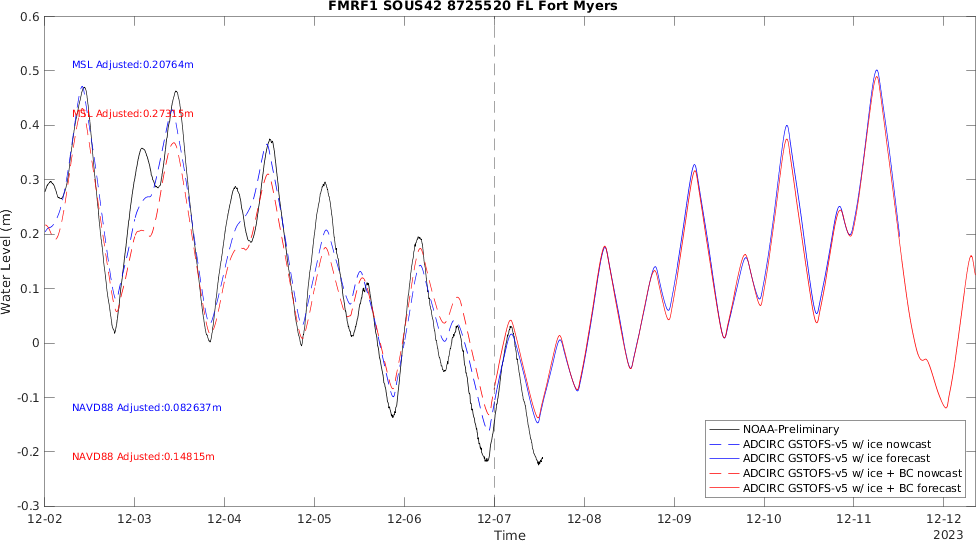 FMRF1 SOUS42 8725520 FL Fort Myers
0.6
0.5
0.4
0.3
0.2
0.1
0
-0.1
-0.2
-0.3
Water Level (m)
MSL Adjusted:0.20764m
MSL Adjusted:0.27315m
NAVD88 Adjusted:0.082637m
NAVD88 Adjusted:0.14815m
NOAA-Preliminary
ADCIRC GSTOFS-v5 w/ ice nowcast
ADCIRC GSTOFS-v5 w/ ice forecast
ADCIRC GSTOFS-v5 w/ ice + BC nowcast
ADCIRC GSTOFS-v5 w/ ice + BC forecast
12-02 12-03 12-04 12-05 12-06 12-07 12-08 12-09 12-10 12-11 12-12
2023
Time